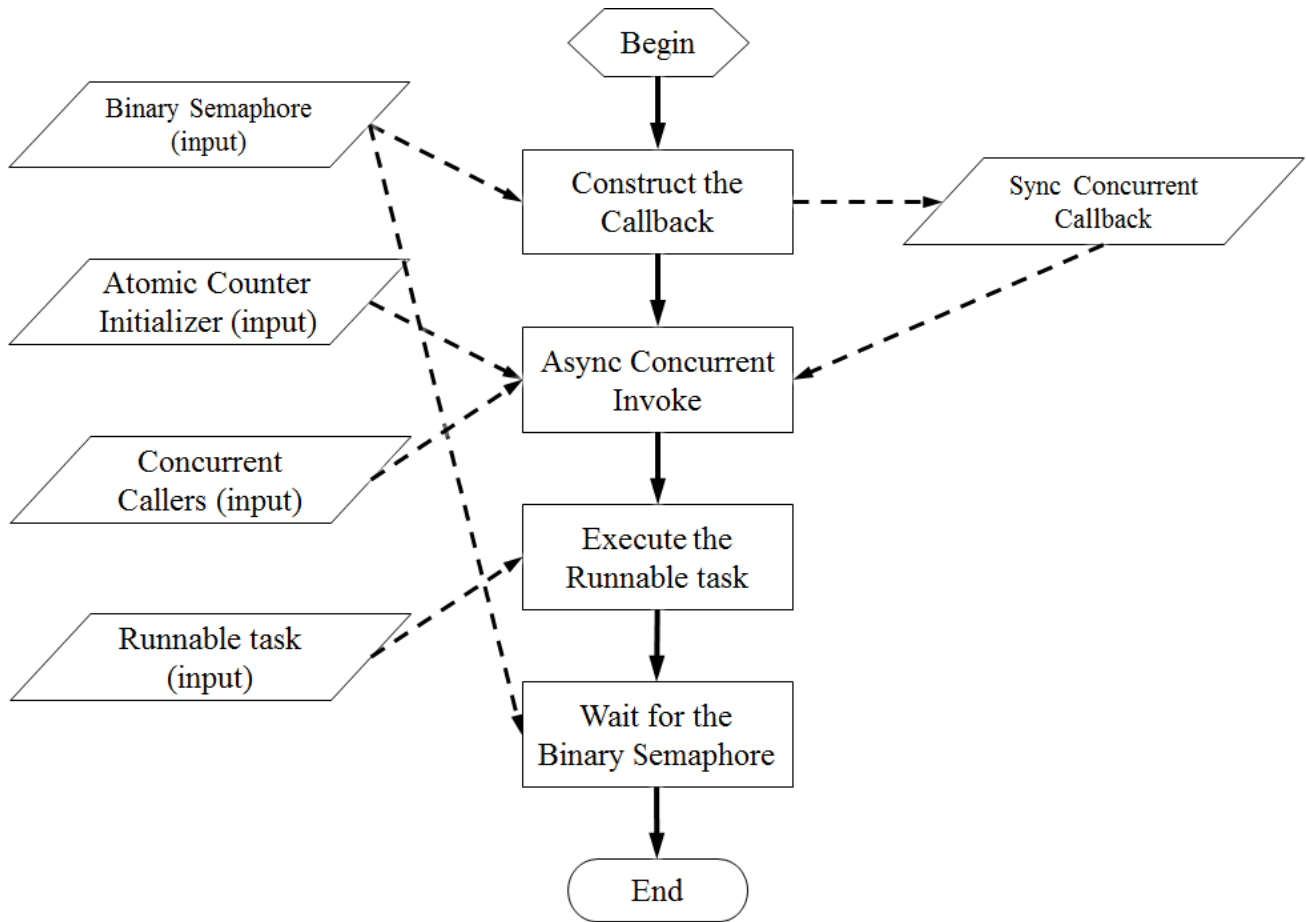 Begin
Binary Semaphore
(input)
Construct the
Callback
Sync Concurrent
Callback
Atomic Counter
Initializer (input)
Async Concurrent
Invoke
Concurrent
Callers (input)
Execute the
Runnable task
Runnable task
(input)
Wait for the
Binary Semaphore
End